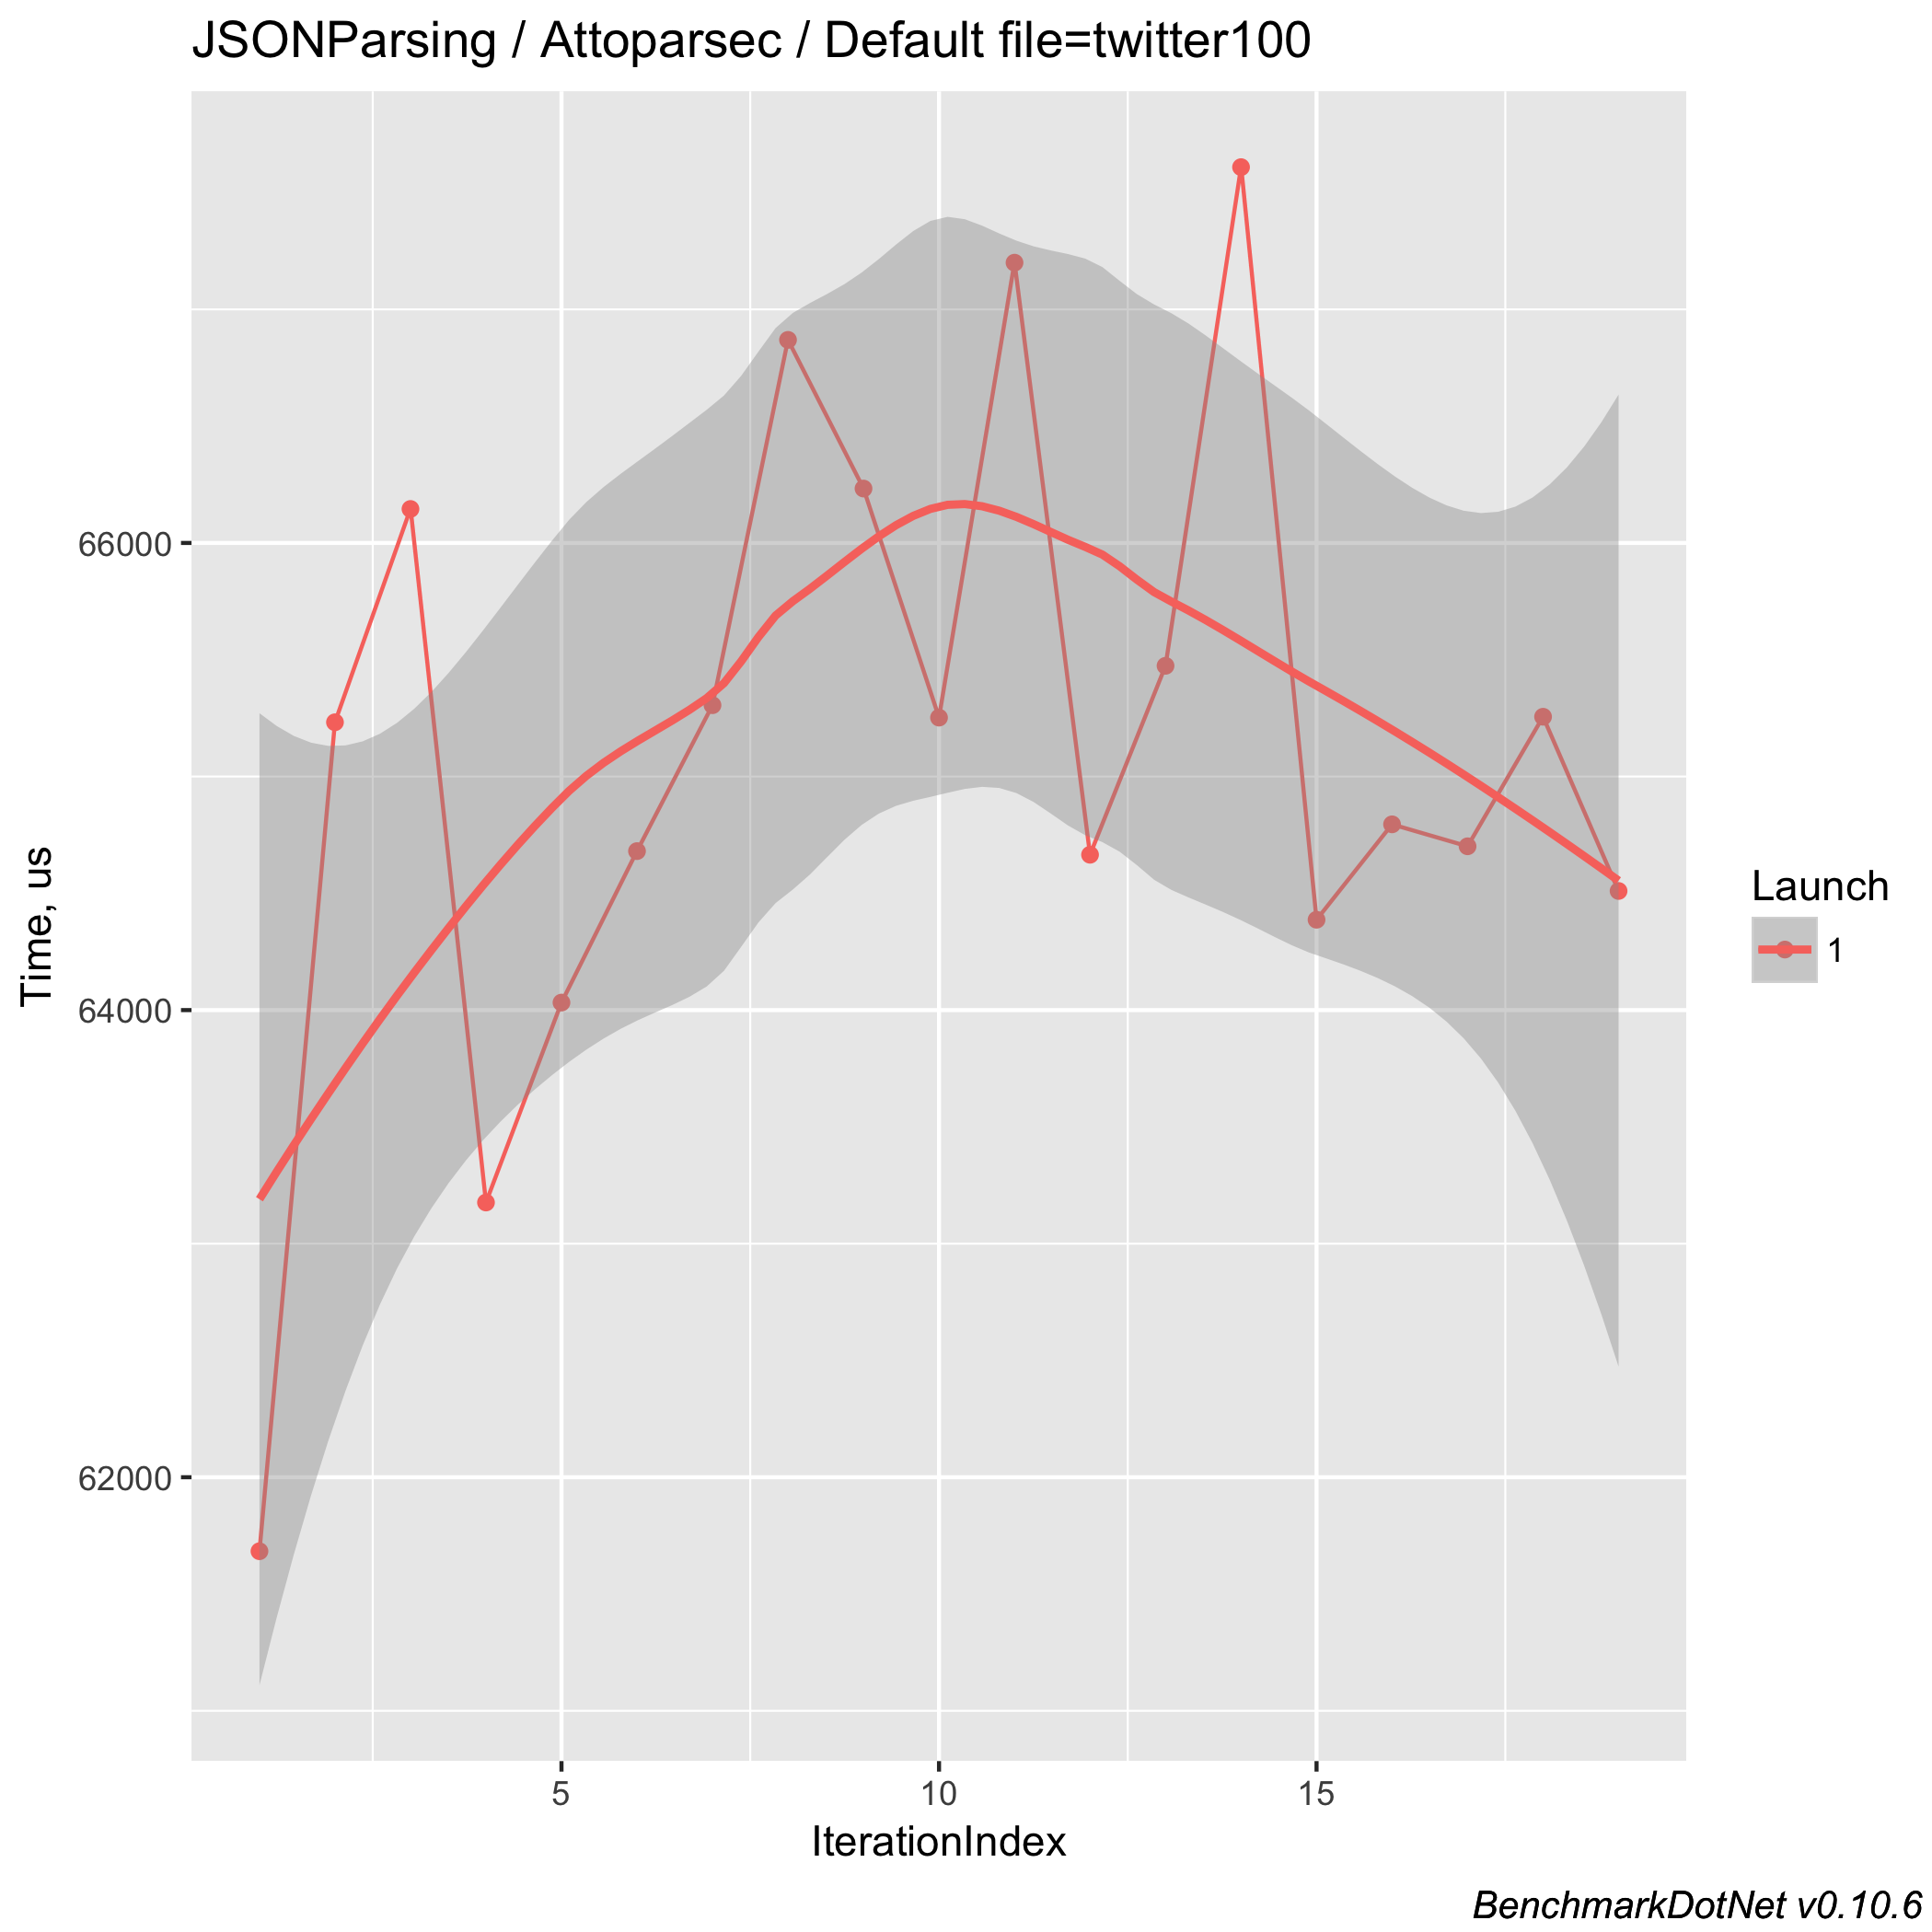 JSONParsing / Attoparsec / Default file=twitter100
Time, us
66000
64000
62000
5
10
15
IterationIndex
Launch
1
BenchmarkDotNet v0.10.6